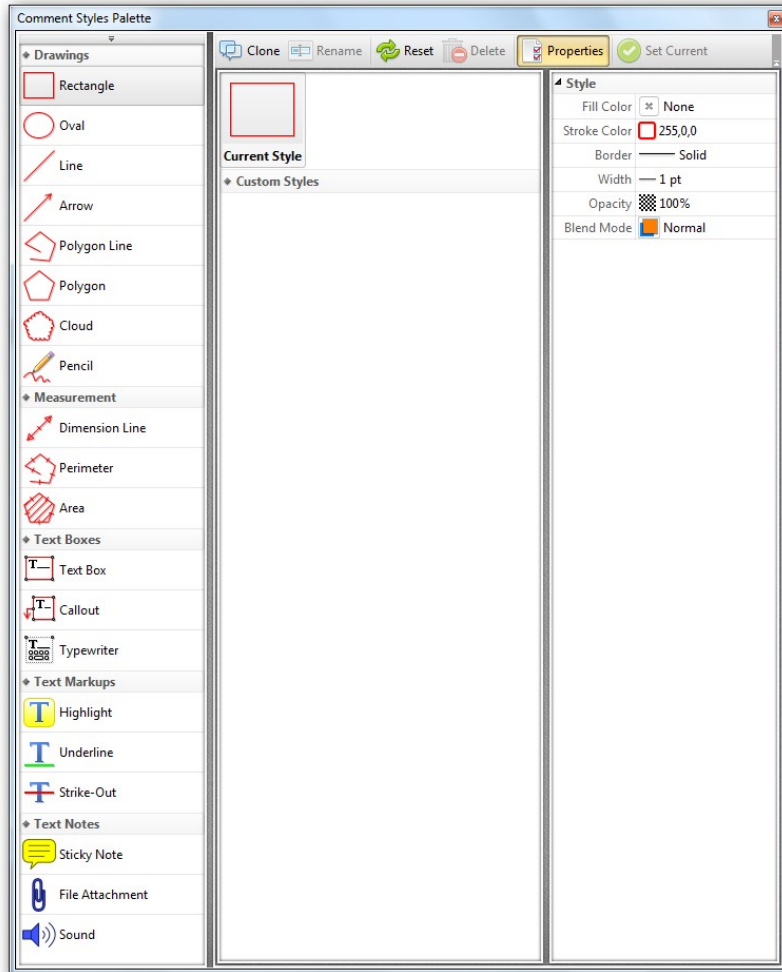 Comment Styles Palette
Drawings
Rectangle
Oval
Line
Arrow
Polygon Line
Polygon
Cloud
Pencil
Measurement
Dimension Line
Perimeter
Area
Text Boxes
Text Box
Callout
Typewriter
Text Markups
Highlight
Underline
Strike-Out
Text Notes
Sticky Note
File Attachment
Sound
Clone Rename Reset Delete Properties Set Current
Current Style
Custom Styles
Style
Fill Color None
Stroke Color 255,0,0
Border Solid
Width 1 pt
Opacity 100%
Blend Mode Normal